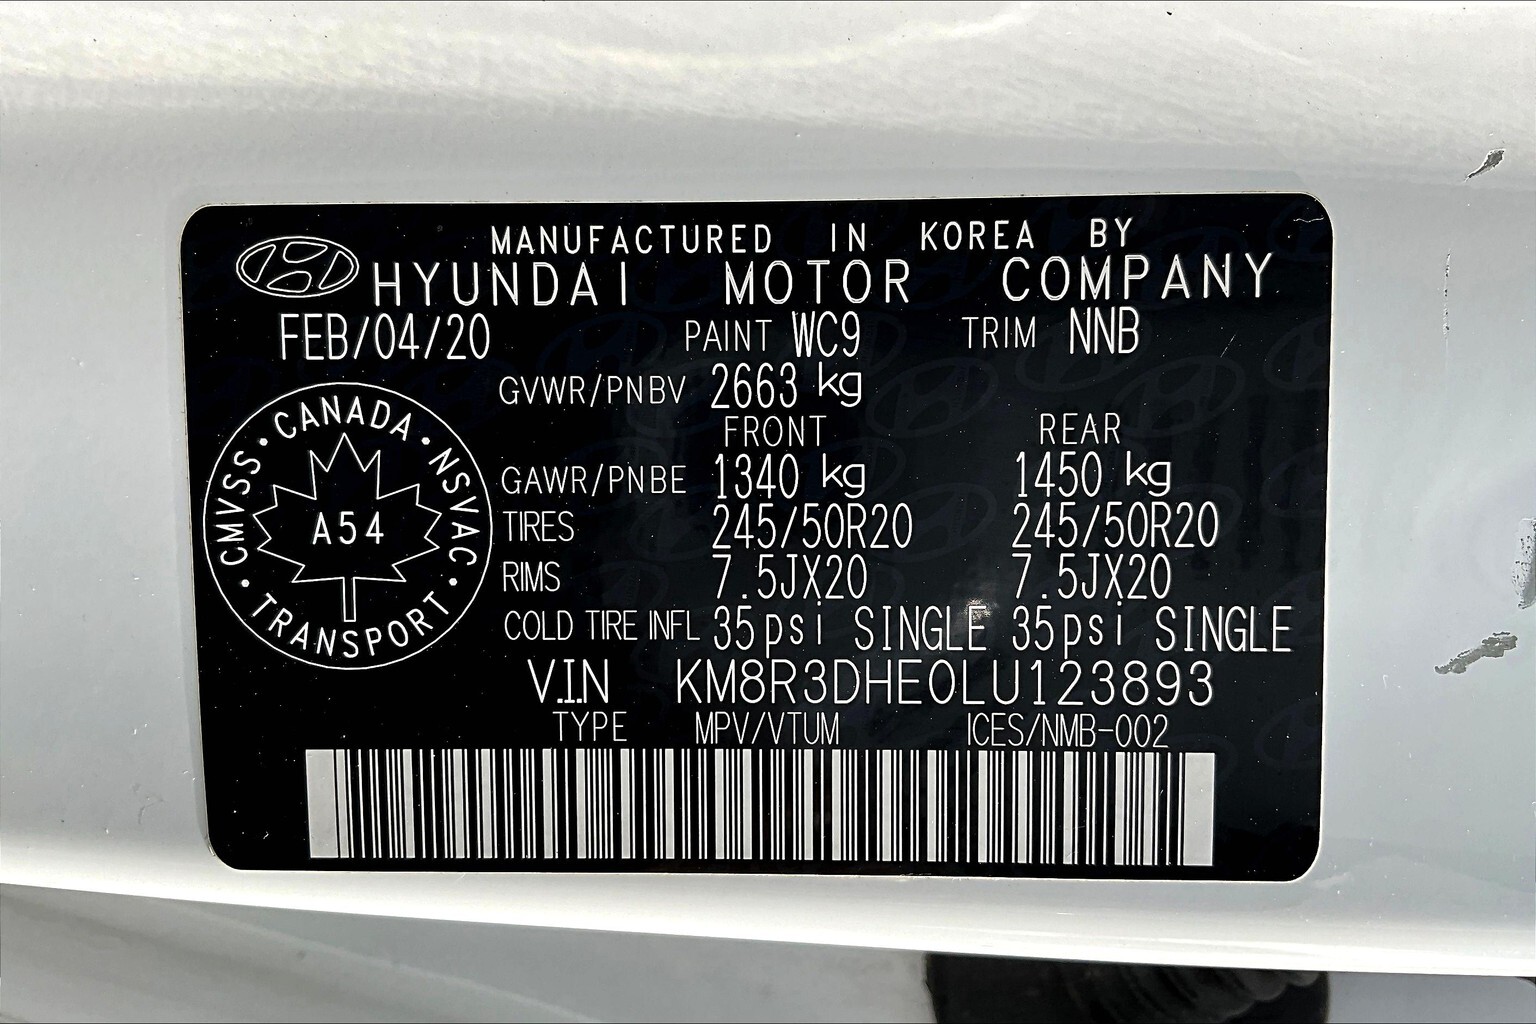 MANUFACTURED IN KOREA BY
HYUNDAI MOTOR COMPANY
FEB/04/20 PAINT WC9 TRIM NNB
GVWR/PNBV 2663 kg
FRONT REAR
GAWR/PNBE 1340 kg 1450 kg
TIRES 245/50R20 245/50R20
RIMS 7.5JX20 7.5JX20
COLD TIRE INFL 35psi SINGLE 35psi SINGLE
V.I.N KM8R3DHE0LU123893
TYPE MPV/VTUM ICES/NMB-002
CANADA • NSVAC • TRANSPORT • CMVSS •
A54